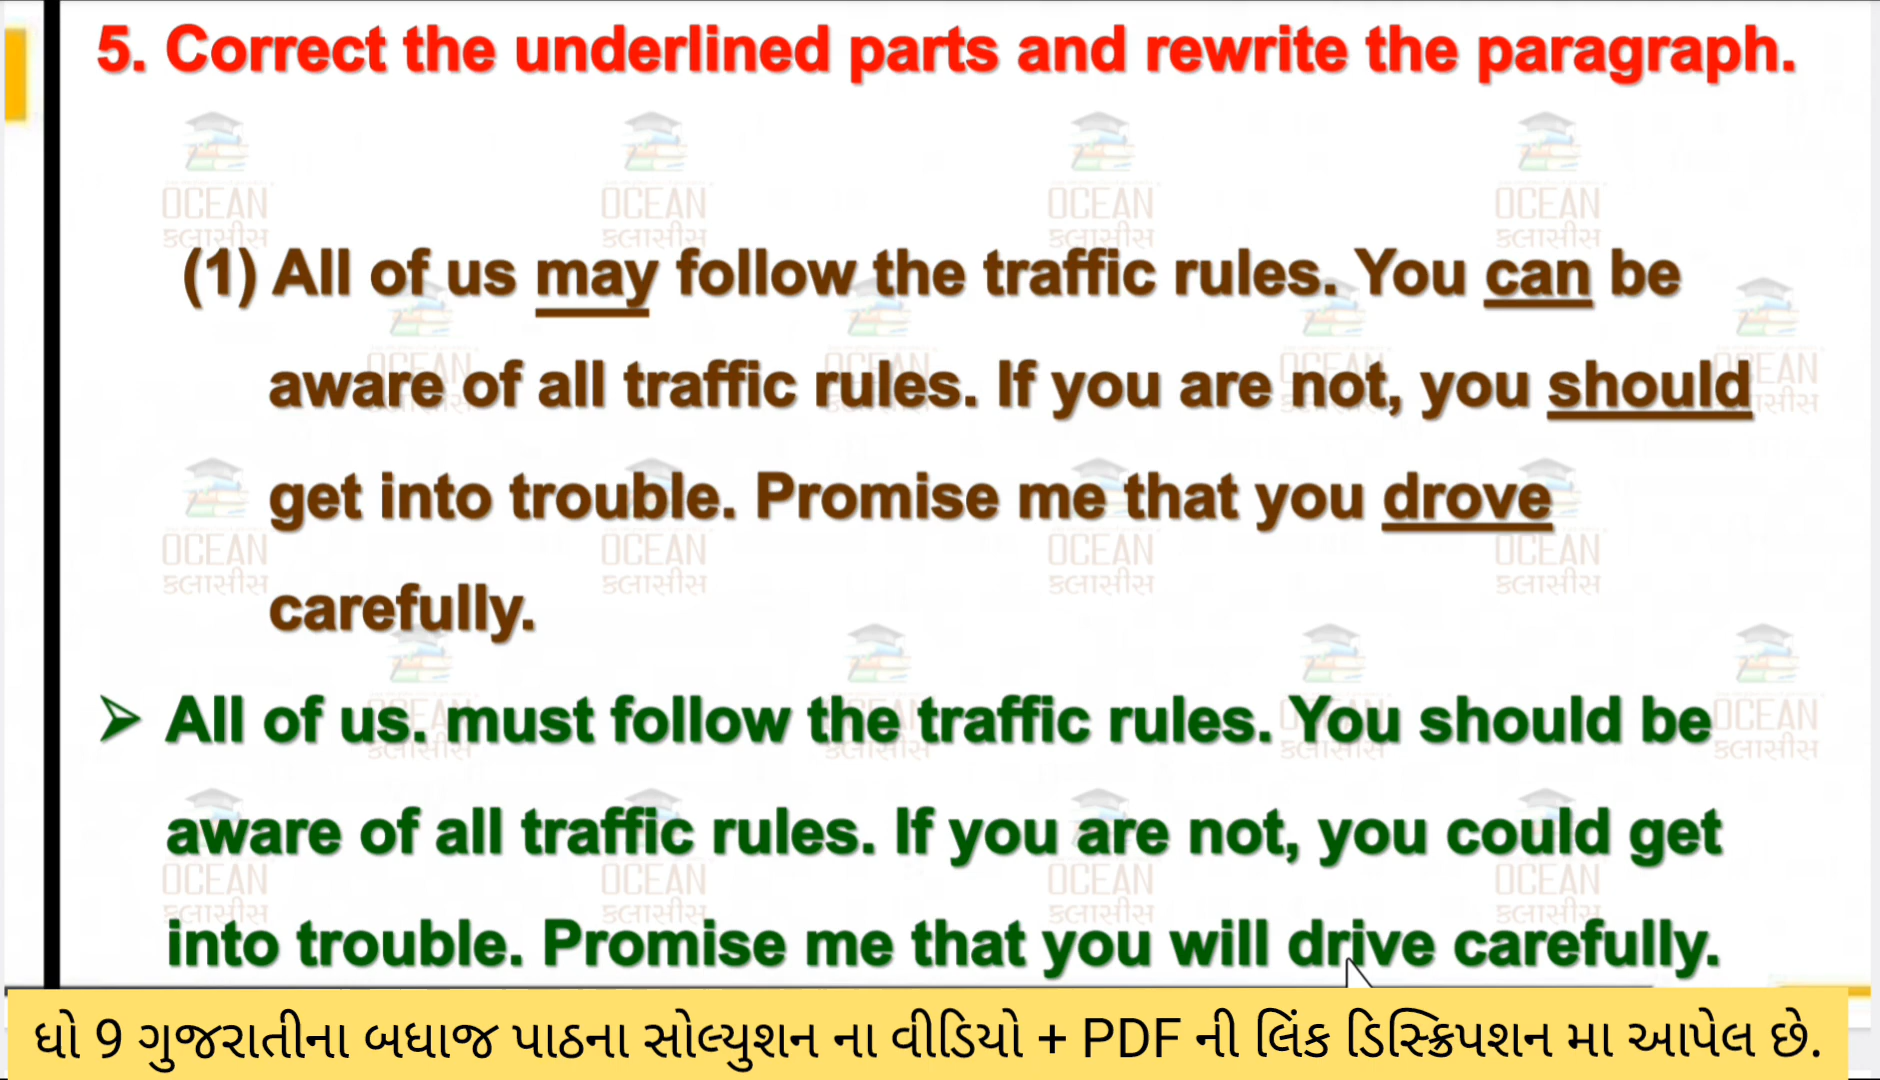 5. Correct the underlined parts and rewrite the paragraph.
(1) All of us may follow the traffic rules. You can be
aware of all traffic rules. If you are not, you should
get into trouble. Promise me that you drove
carefully.
➢ All of us. must follow the traffic rules. You should be
aware of all traffic rules. If you are not, you could get
into trouble. Promise me that you will drive carefully.
ધો 9 ગુજરાતીના બધાજ પાઠના સોલ્યુશન ના વીડિયો + PDF ની લિંક ડિસ્ક્રિપશન મા આપેલ છે.
OCEAN
ક્લાસીસ